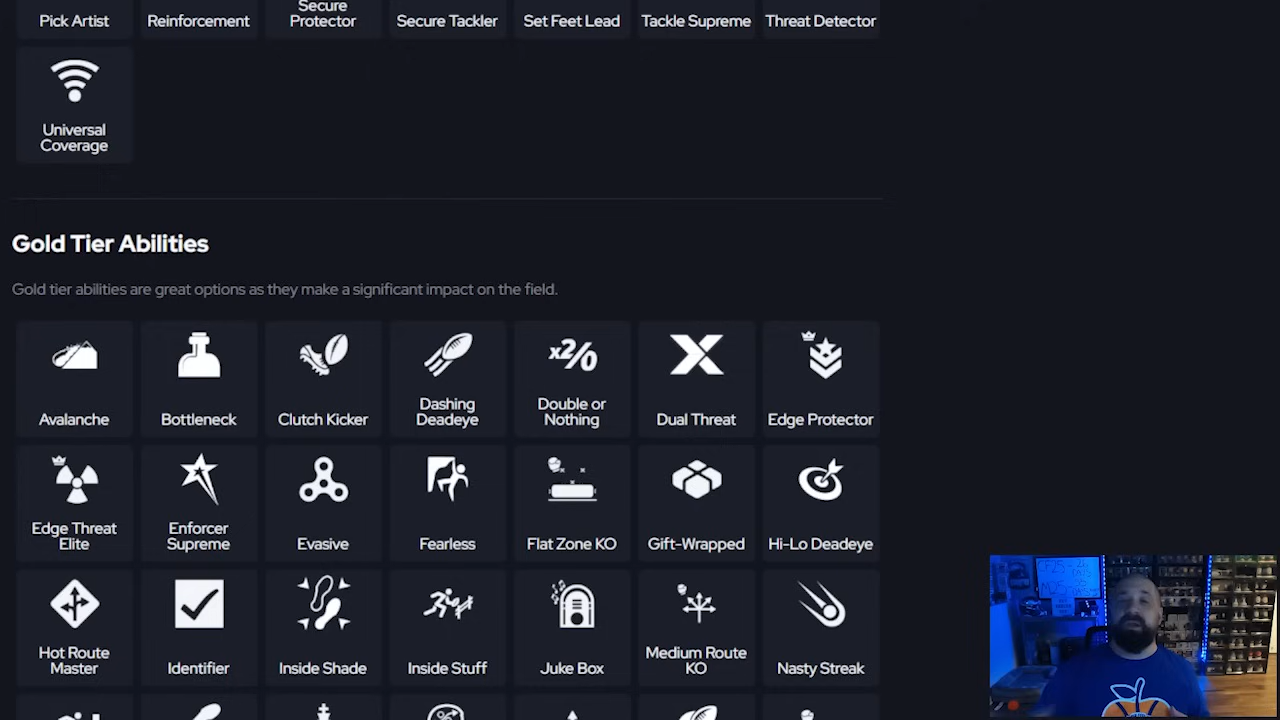 Pick Artist
Reinforcement
Secure
Protector
Secure Tackler
Set Feet Lead
Tackle Supreme
Threat Detector
Universal
Coverage
Gold Tier Abilities
Gold tier abilities are great options as they make a significant impact on the field.
x2/0
Avalanche
Bottleneck
Clutch Kicker
Dashing
Deadeye
Double or
Nothing
Dual Threat
Edge Protector
Edge Threat
Elite
Enforcer
Supreme
Evasive
Fearless
Flat Zone KO
Gift-Wrapped
Hi-Lo Deadeye
Hot Route
Master
Identifier
Inside Shade
Inside Stuff
Juke Box
Medium Route
KO
Nasty Streak